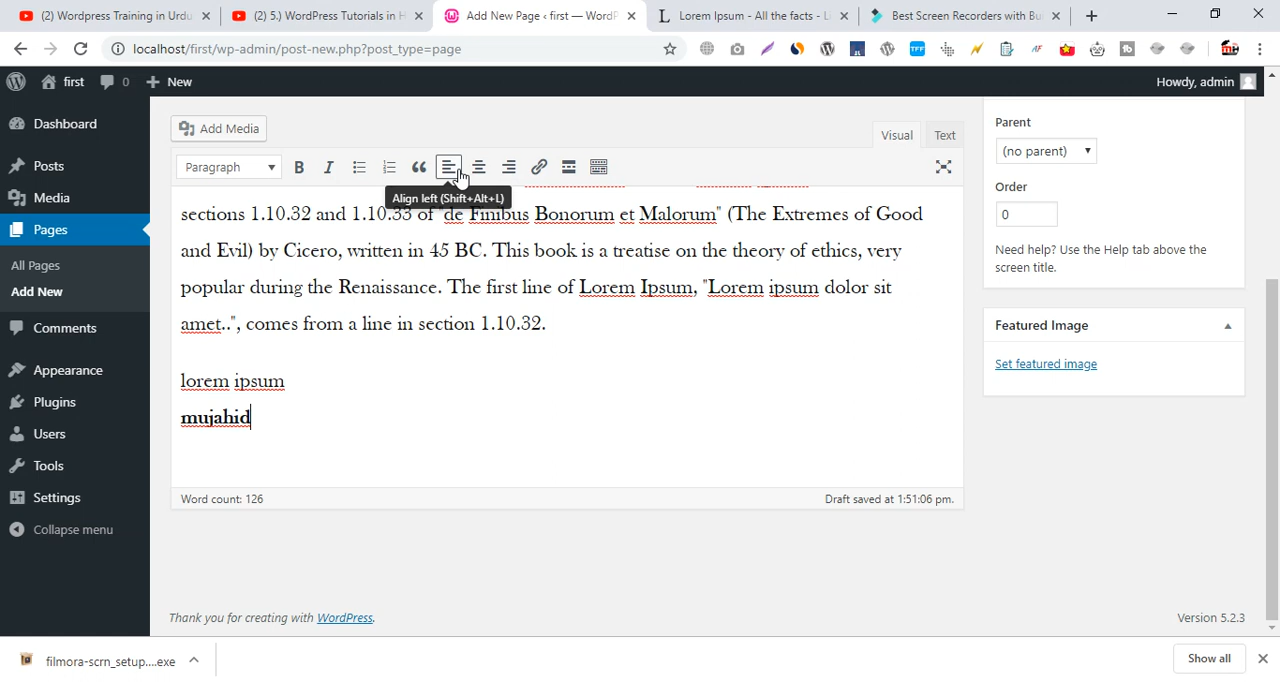 (2) Wordpress Training in Urdu
(2) 5.) WordPress Tutorials in H
Add New Page ‹ first — WordP
Lorem Ipsum - All the facts - Li
Best Screen Recorders with Bu
localhost/first/wp-admin/post-new.php?post_type=page
first
0
New
Howdy, admin
Dashboard
Posts
Media
Pages
All Pages
Add New
Comments
Appearance
Plugins
Users
Tools
Settings
Collapse menu
Add Media
Visual
Text
Paragraph
B
I
Align left (Shift+Alt+L)
sections 1.10.32 and 1.10.33 of "de Finibus Bonorum et Malorum" (The Extremes of Good
and Evil) by Cicero, written in 45 BC. This book is a treatise on the theory of ethics, very
popular during the Renaissance. The first line of Lorem Ipsum, "Lorem ipsum dolor sit
amet..", comes from a line in section 1.10.32.
lorem ipsum
mujahid
Word count: 126
Draft saved at 1:51:06 pm.
Parent
(no parent)
Order
0
Need help? Use the Help tab above the
screen title.
Featured Image
Set featured image
Thank you for creating with WordPress.
Version 5.2.3
filmora-scrn_setup....exe
Show all